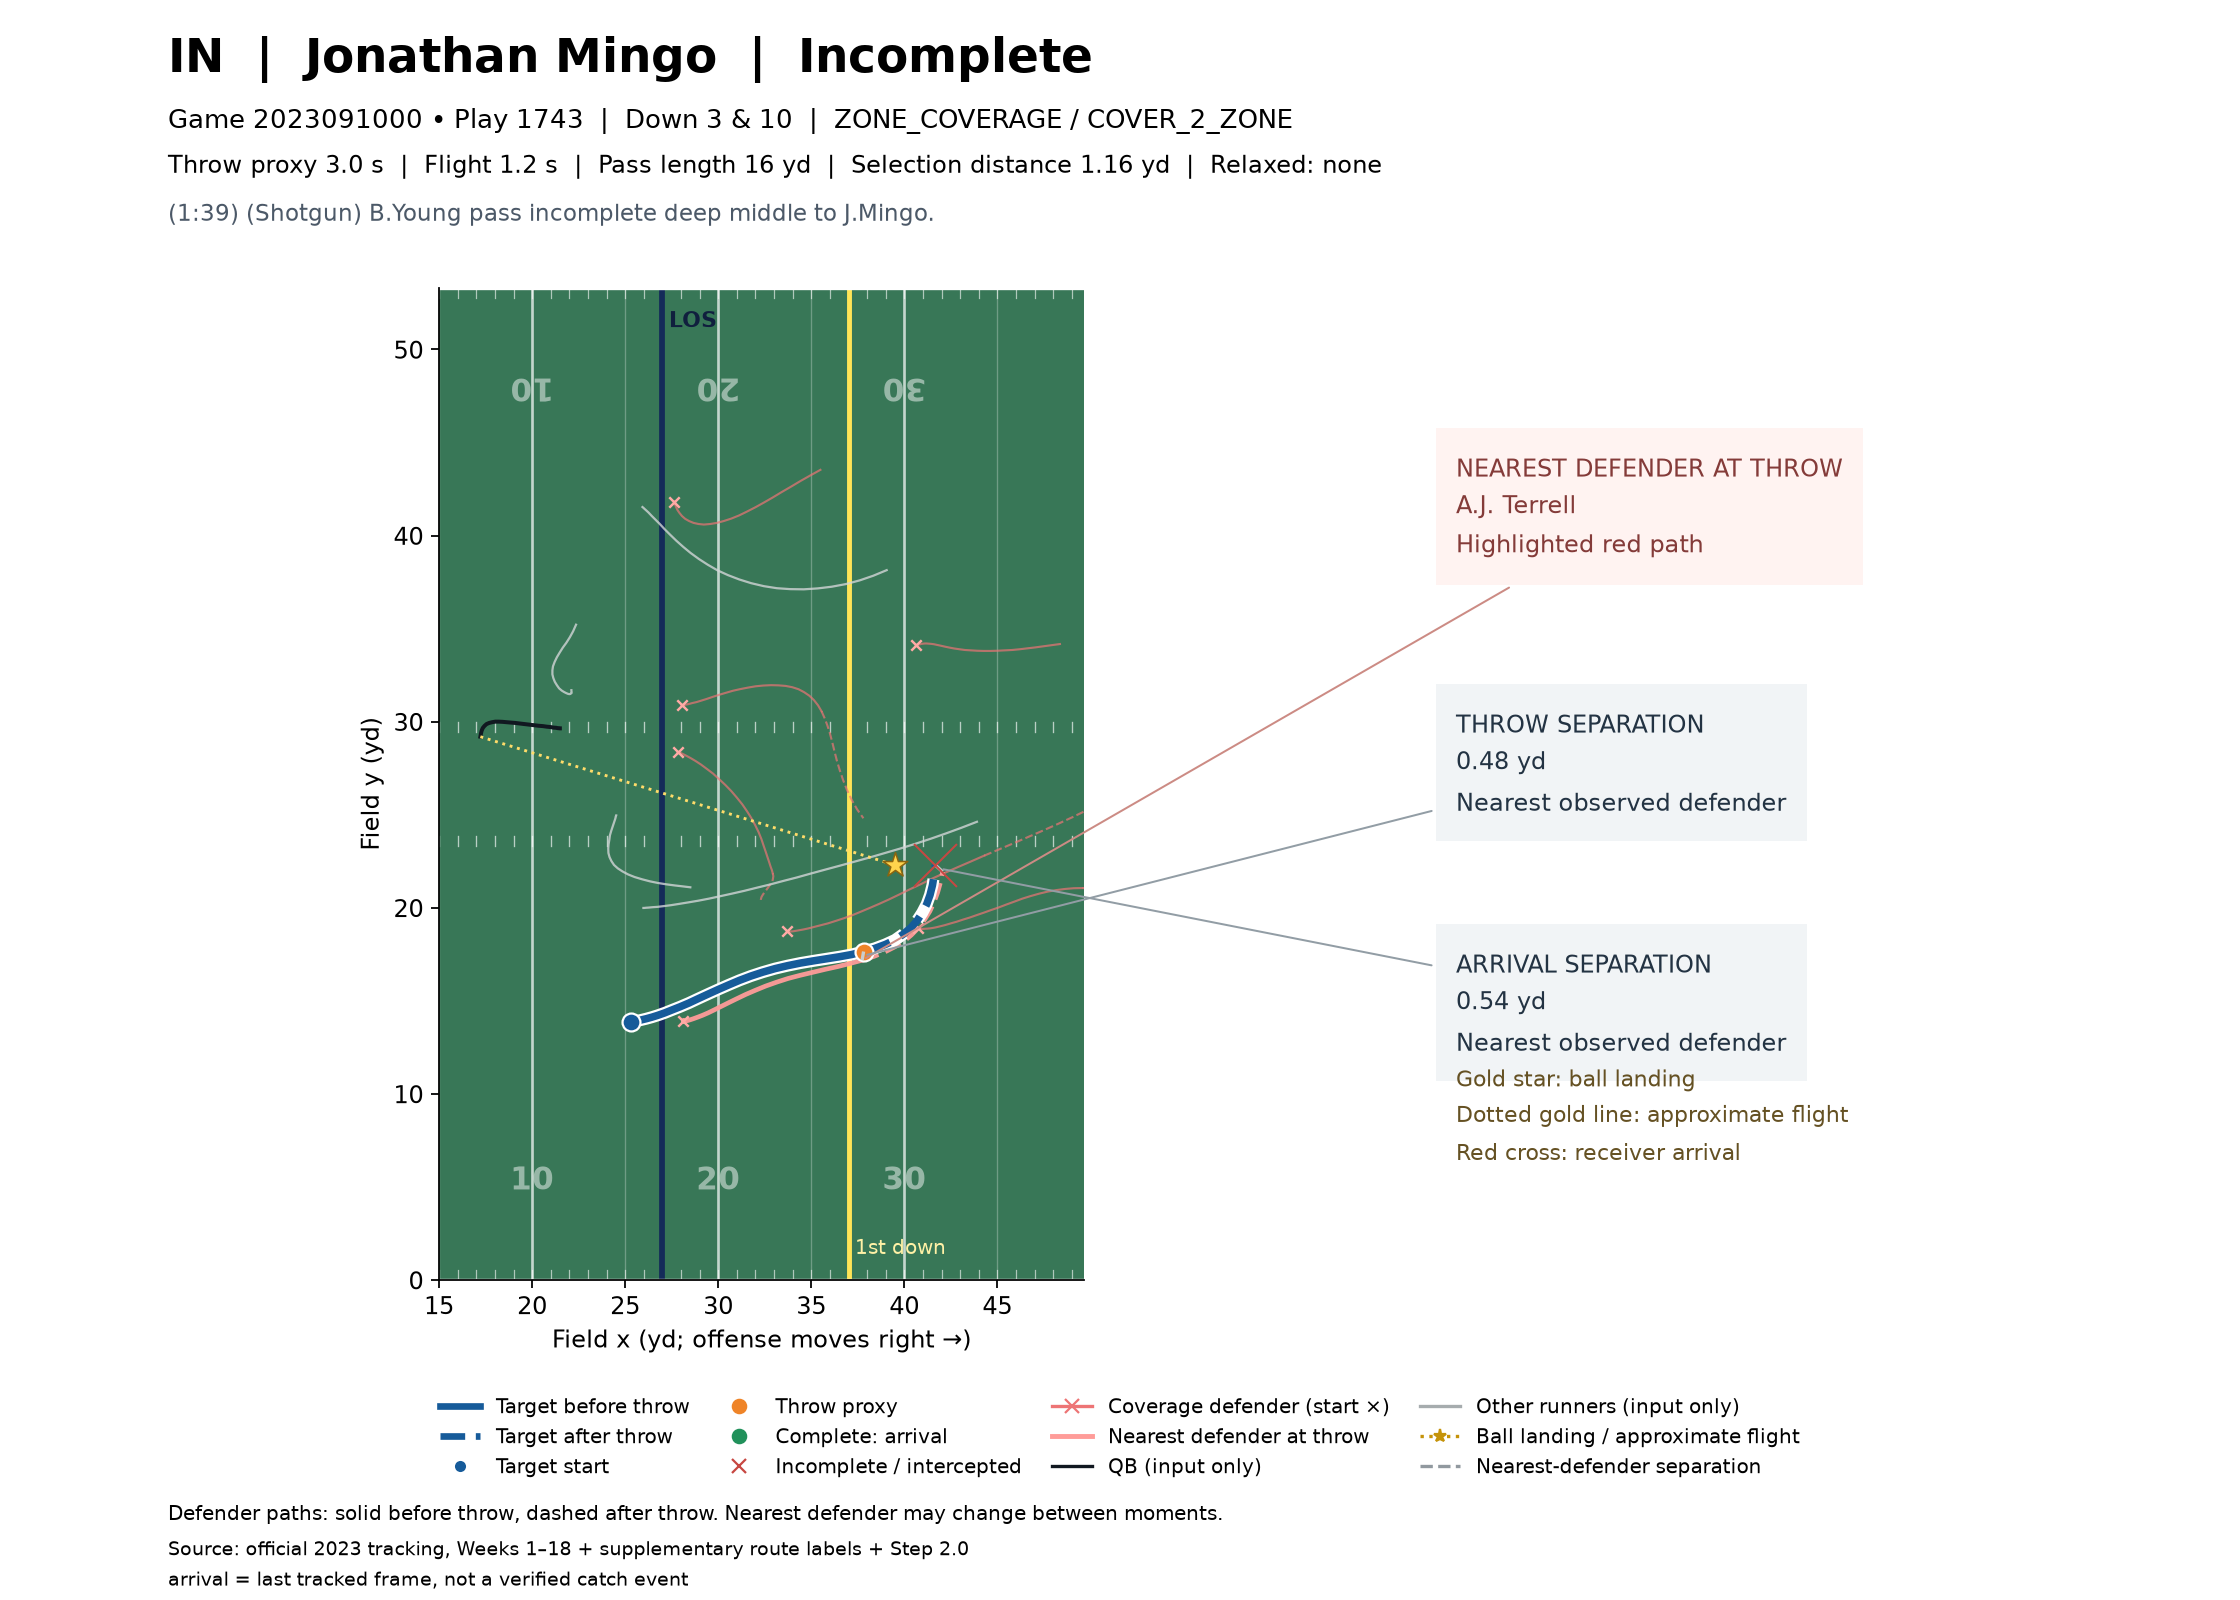 IN | Jonathan Mingo | Incomplete
Game 2023091000 • Play 1743 | Down 3 & 10 | ZONE_COVERAGE / COVER_2_ZONE
Throw proxy 3.0 s | Flight 1.2 s | Pass length 16 yd | Selection distance 1.16 yd | Relaxed: none
(1:39) (Shotgun) B.Young pass incomplete deep middle to J.Mingo.
LOS
10 20 30
50
40
30
20
10
0
Field y (yd)
10 20 30
1st down
15 20 25 30 35 40 45
Field x (yd; offense moves right →)
NEAREST DEFENDER AT THROW
A.J. Terrell
Highlighted red path
THROW SEPARATION
0.48 yd
Nearest observed defender
ARRIVAL SEPARATION
0.54 yd
Nearest observed defender
Gold star: ball landing
Dotted gold line: approximate flight
Red cross: receiver arrival
Target before throw
Target after throw
Target start
Throw proxy
Complete: arrival
Incomplete / intercepted
Coverage defender (start ×)
Nearest defender at throw
QB (input only)
Other runners (input only)
Ball landing / approximate flight
Nearest-defender separation
Defender paths: solid before throw, dashed after throw. Nearest defender may change between moments.
Source: official 2023 tracking, Weeks 1–18 + supplementary route labels + Step 2.0
arrival = last tracked frame, not a verified catch event